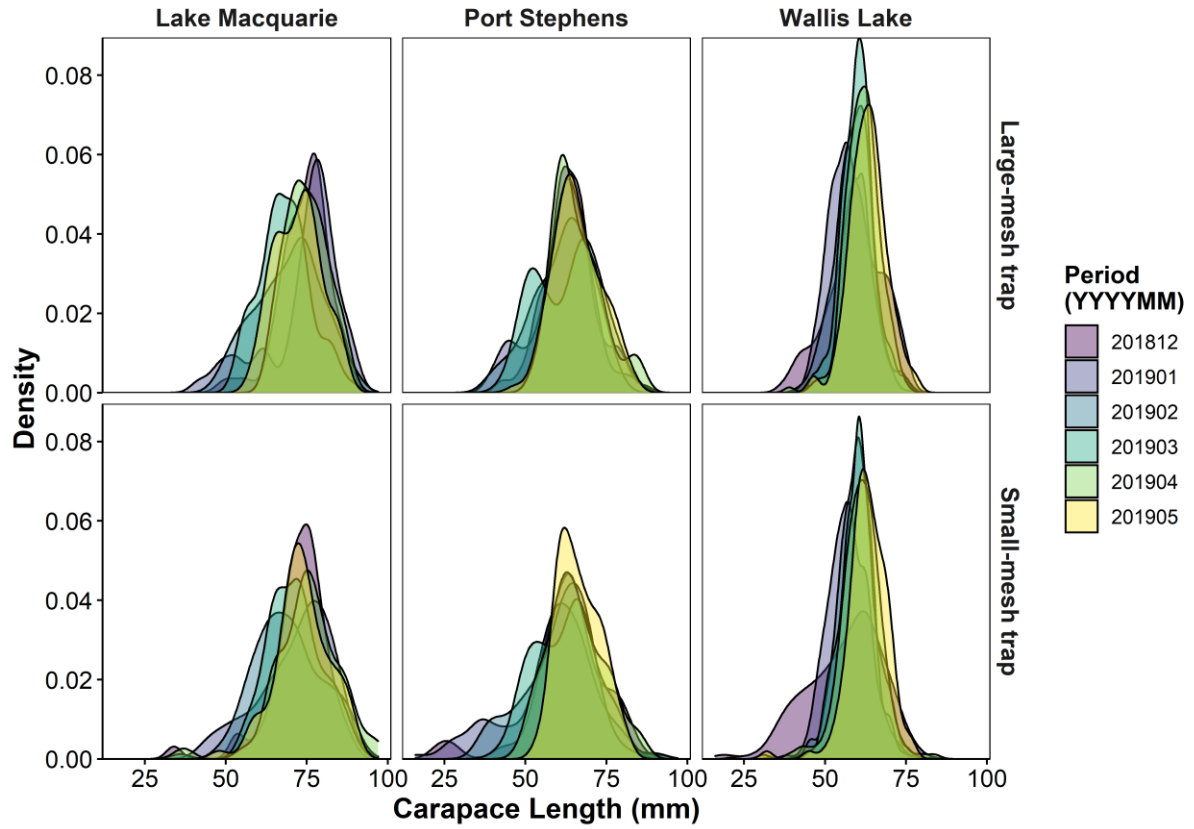 Lake Macquarie Port Stephens Wallis Lake
0.08
0.06
0.04
0.02
0.00
Large-mesh trap
0.08
0.06
0.04
0.02
0.00
Small-mesh trap
Density
25 50 75 100 25 50 75 100 25 50 75 100
Carapace Length (mm)
Period
(YYYYMM)
201812
201901
201902
201903
201904
201905